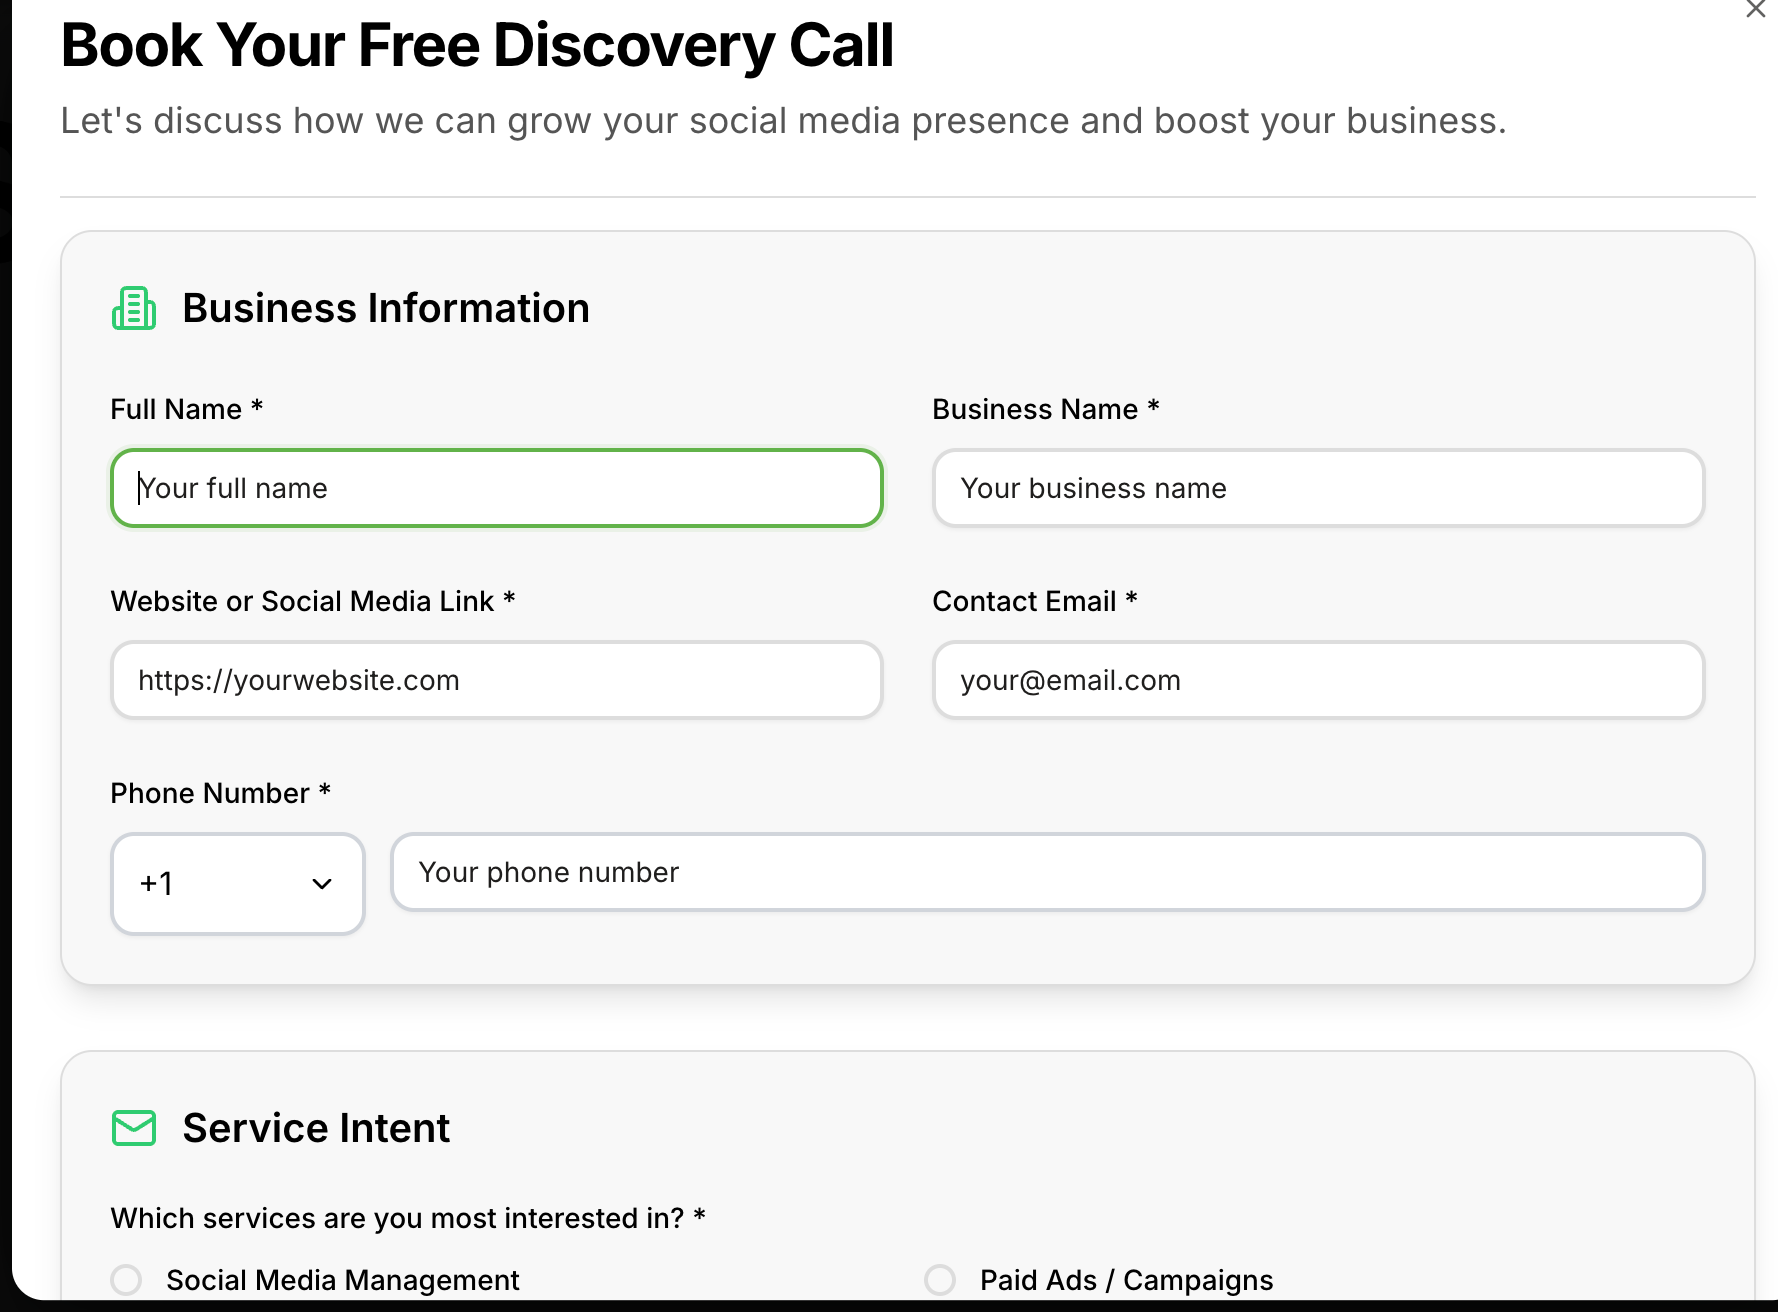 Book Your Free Discovery Call
Let's discuss how we can grow your social media presence and boost your business.
Business Information
Full Name *
Business Name *
Your full name
Your business name
Website or Social Media Link *
Contact Email *
https://yourwebsite.com
your@email.com
Phone Number *
+1
Your phone number
Service Intent
Which services are you most interested in? *
Social Media Management
Paid Ads / Campaigns